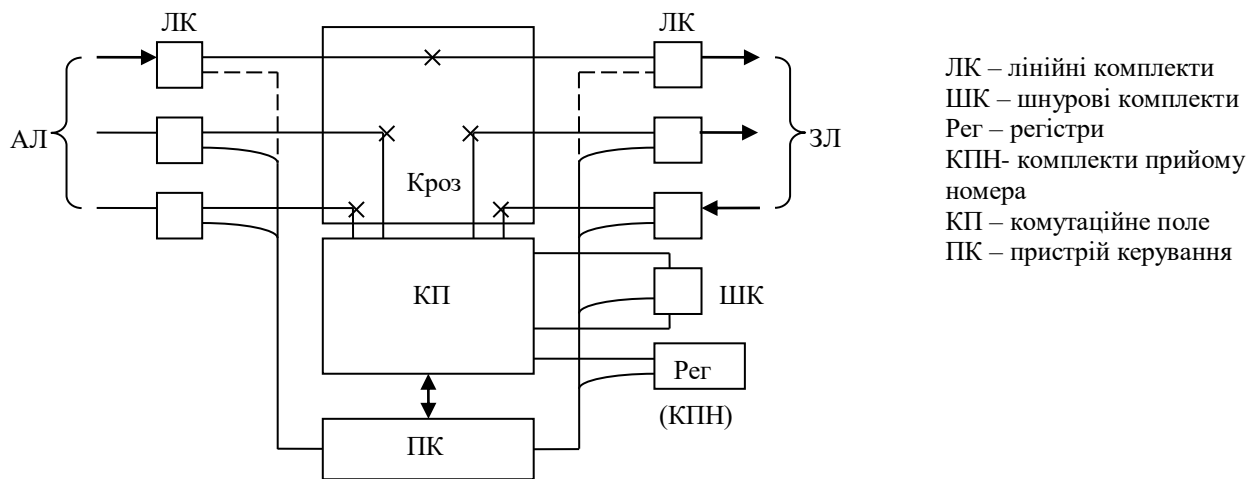 ЛК
ЛК
АЛ
ЗЛ
Кроз
КП
ШК
Рег
(КПН)
ПК
ЛК – лінійні комплекти
ШК – шнурові комплекти
Рег – регістри
КПН- комплекти прийому
номера
КП – комутаційне поле
ПК – пристрій керування